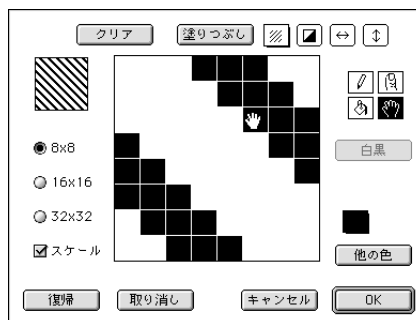 クリア 塗りつぶし
8x8
白黒
16x16
32x32
スケール
他の色
復帰 取り消し キャンセル OK